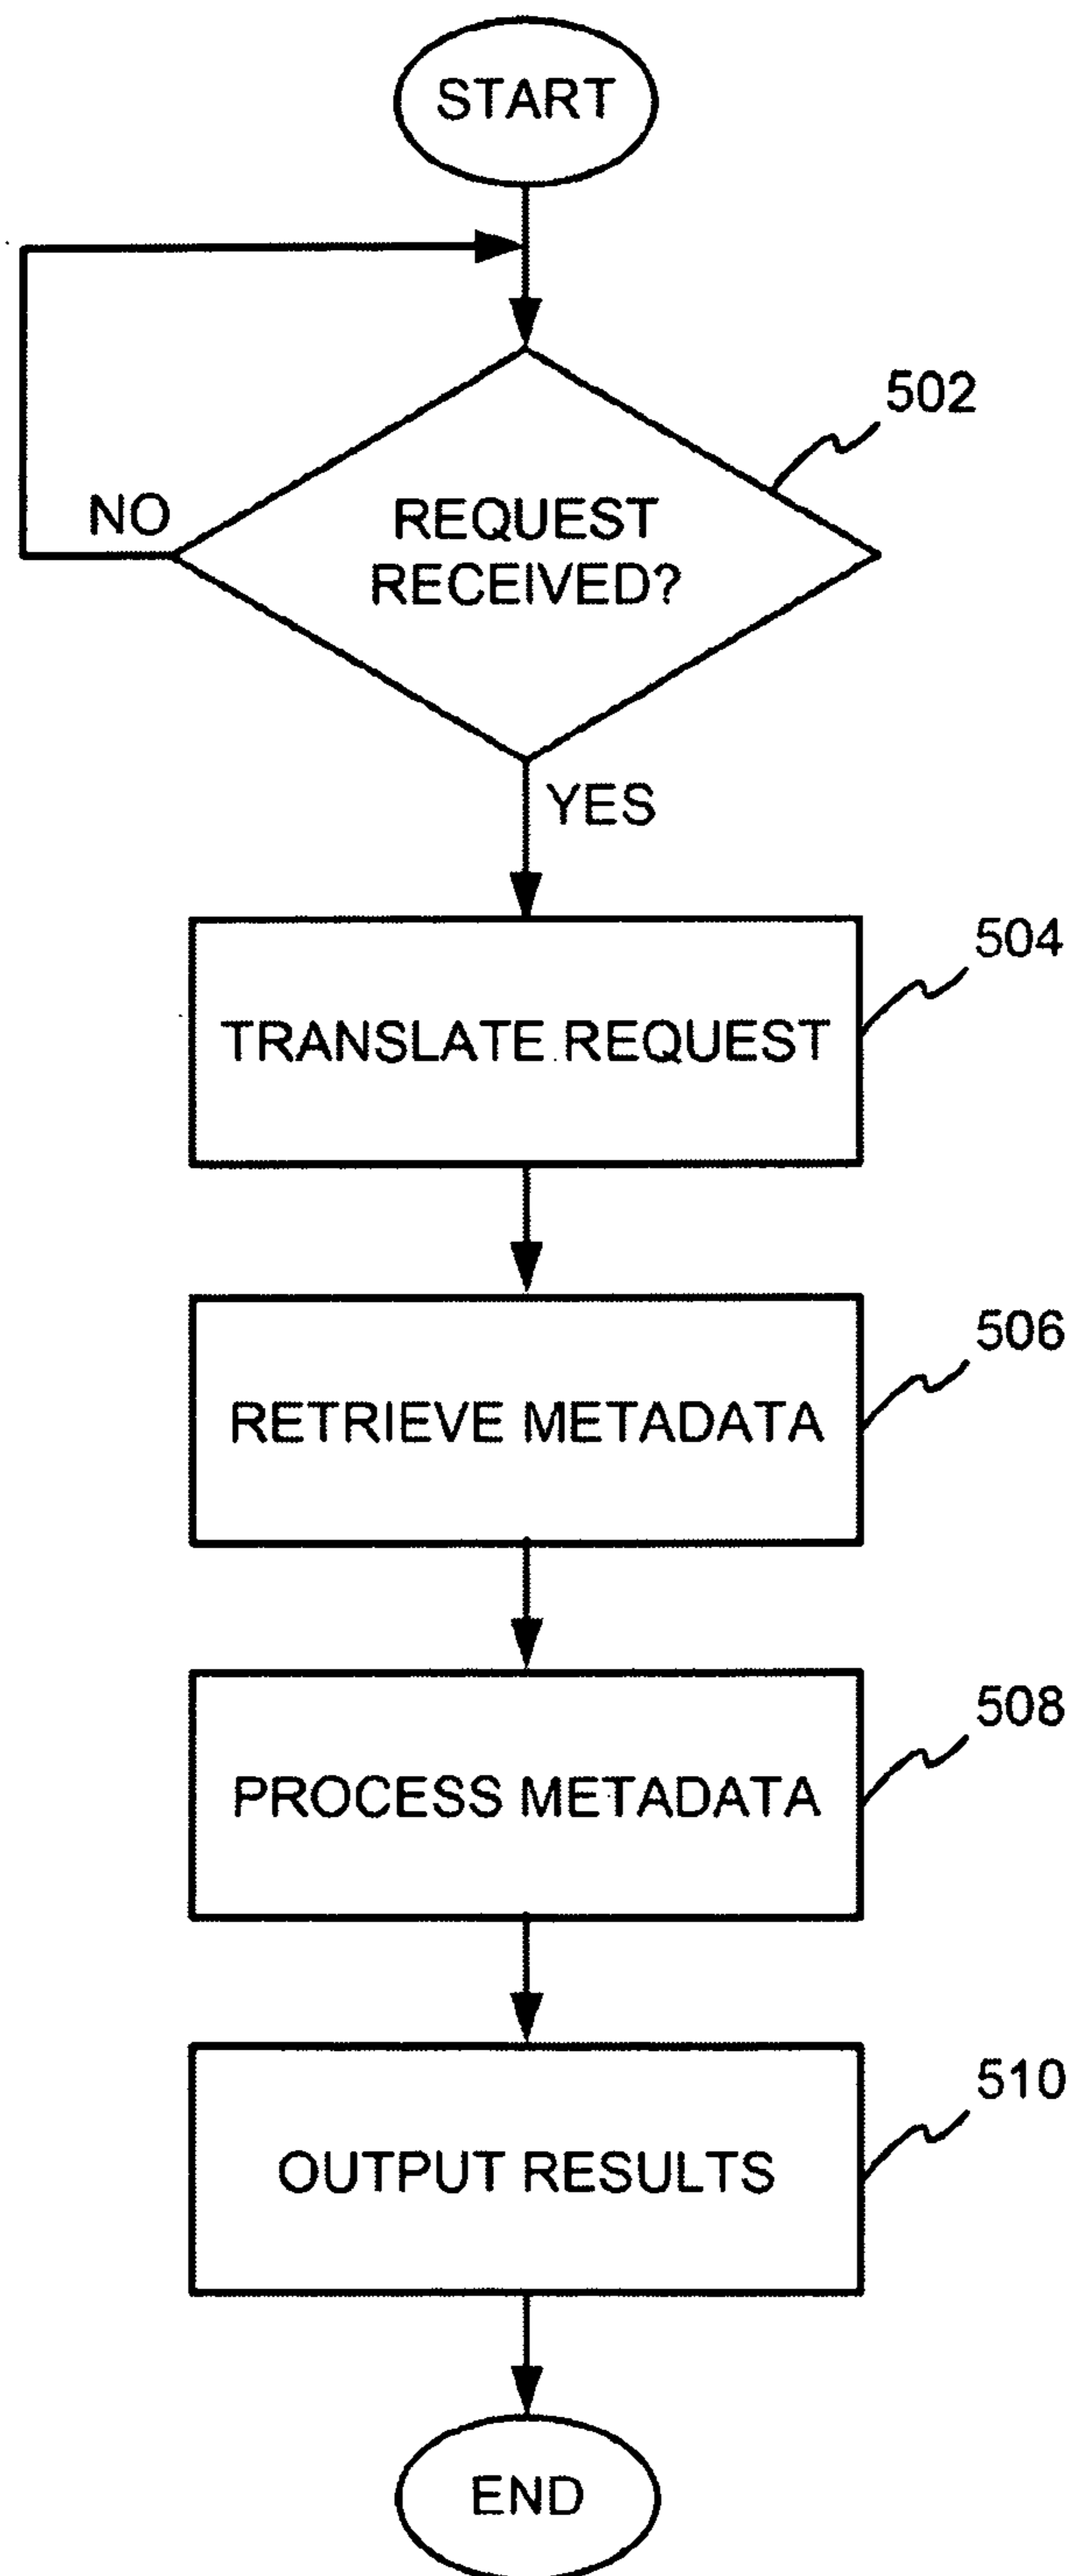 START
502
NO
REQUEST
RECEIVED?
YES
504
TRANSLATE REQUEST
506
RETRIEVE METADATA
508
PROCESS METADATA
510
OUTPUT RESULTS
END